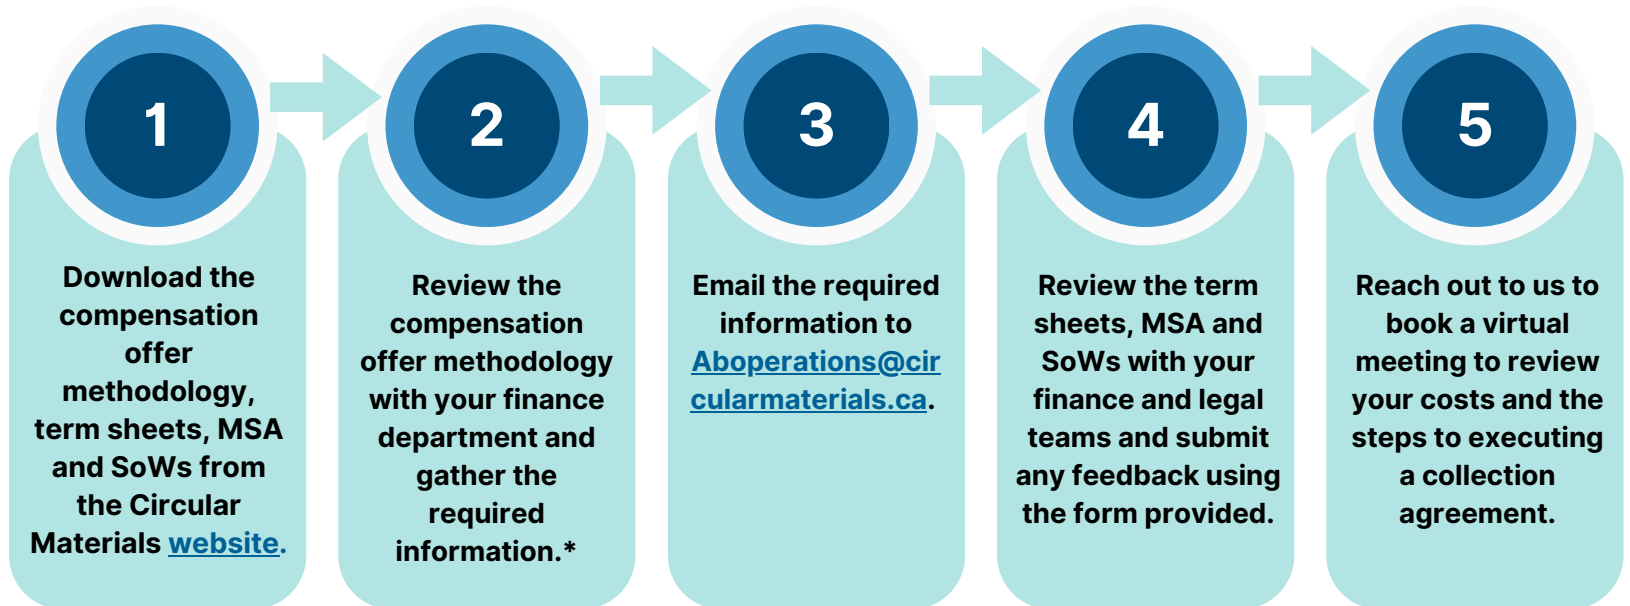 1
Download the
compensation
offer
methodology,
term sheets, MSA
and SoWs from
the Circular
Materials website.
2
Review the
compensation
offer methodology
with your finance
department and
gather the
required
information.*
3
Email the required
information to
Aboperations@cir
cularmaterials.ca.
4
Review the term
sheets, MSA and
SoWs with your
finance and legal
teams and submit
any feedback using
the form provided.
5
Reach out to us to
book a virtual
meeting to review
your costs and the
steps to executing
a collection
agreement.